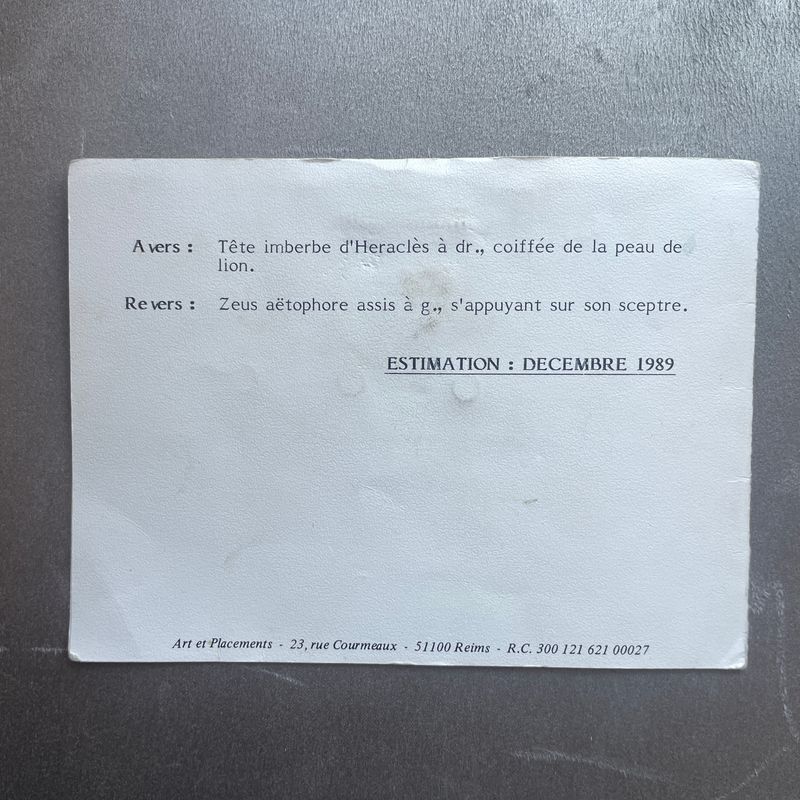 Avers : Tête imberbe d'Heraclès à dr., coiffée de la peau de
lion.
Revers : Zeus aëtophore assis à g., s'appuyant sur son sceptre.
ESTIMATION : DECEMBRE 1989
Art et Placements - 23, rue Courmeaux - 51100 Reims - R.C. 300 121 621 00027